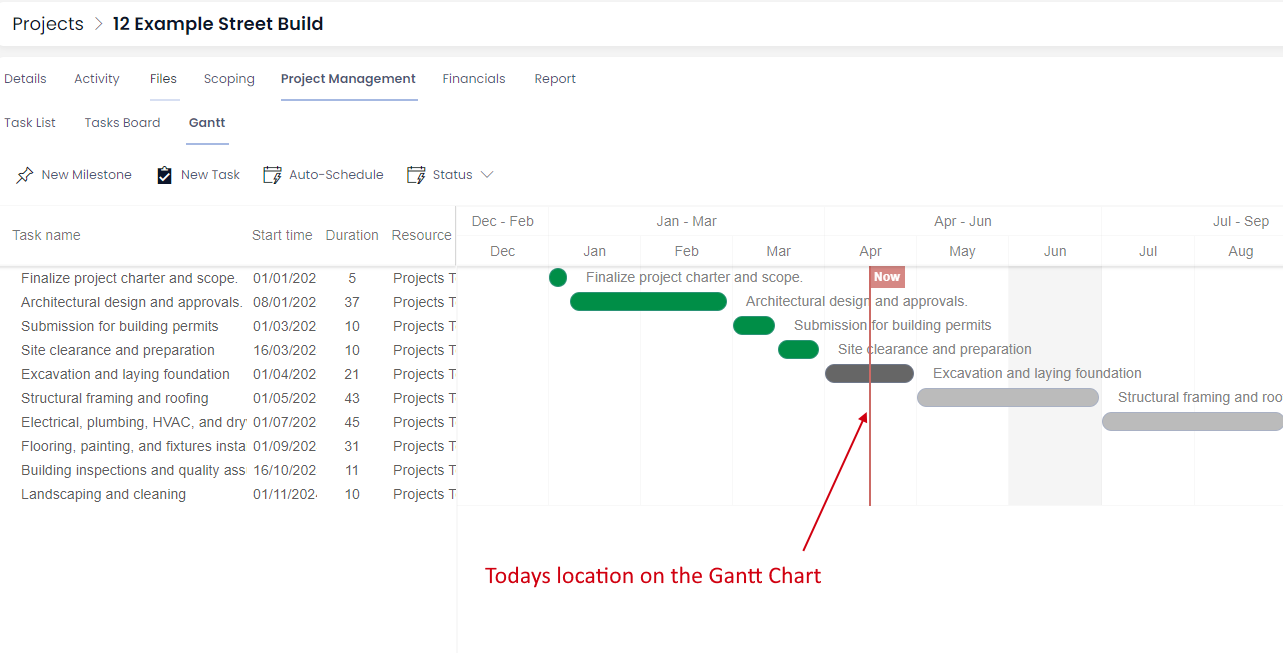 Projects > 12 Example Street Build
Details Activity Files Scoping Project Management Financials Report
Task List Tasks Board Gantt
New Milestone New Task Auto-Schedule Status
Task name Start time Duration Resource
Dec - Feb Jan - Mar Apr - Jun Jul - Sep
Dec Jan Feb Mar Apr May Jun Jul Aug
Finalize project charter and scope. 01/01/202 5 Projects T Finalize project charter and scope. Now
Architectural design and approvals. 08/01/202 37 Projects T Architectural design and approvals.
Submission for building permits 01/03/202 10 Projects T Submission for building permits
Site clearance and preparation 16/03/202 10 Projects T Site clearance and preparation
Excavation and laying foundation 01/04/202 21 Projects T Excavation and laying foundation
Structural framing and roofing 01/05/202 43 Projects T Structural framing and roo
Electrical, plumbing, HVAC, and dry 01/07/202 45 Projects T
Flooring, painting, and fixtures insta 01/09/202 31 Projects T
Building inspections and quality ass 16/10/202 11 Projects T
Landscaping and cleaning 01/11/202 10 Projects T
Todays location on the Gantt Chart